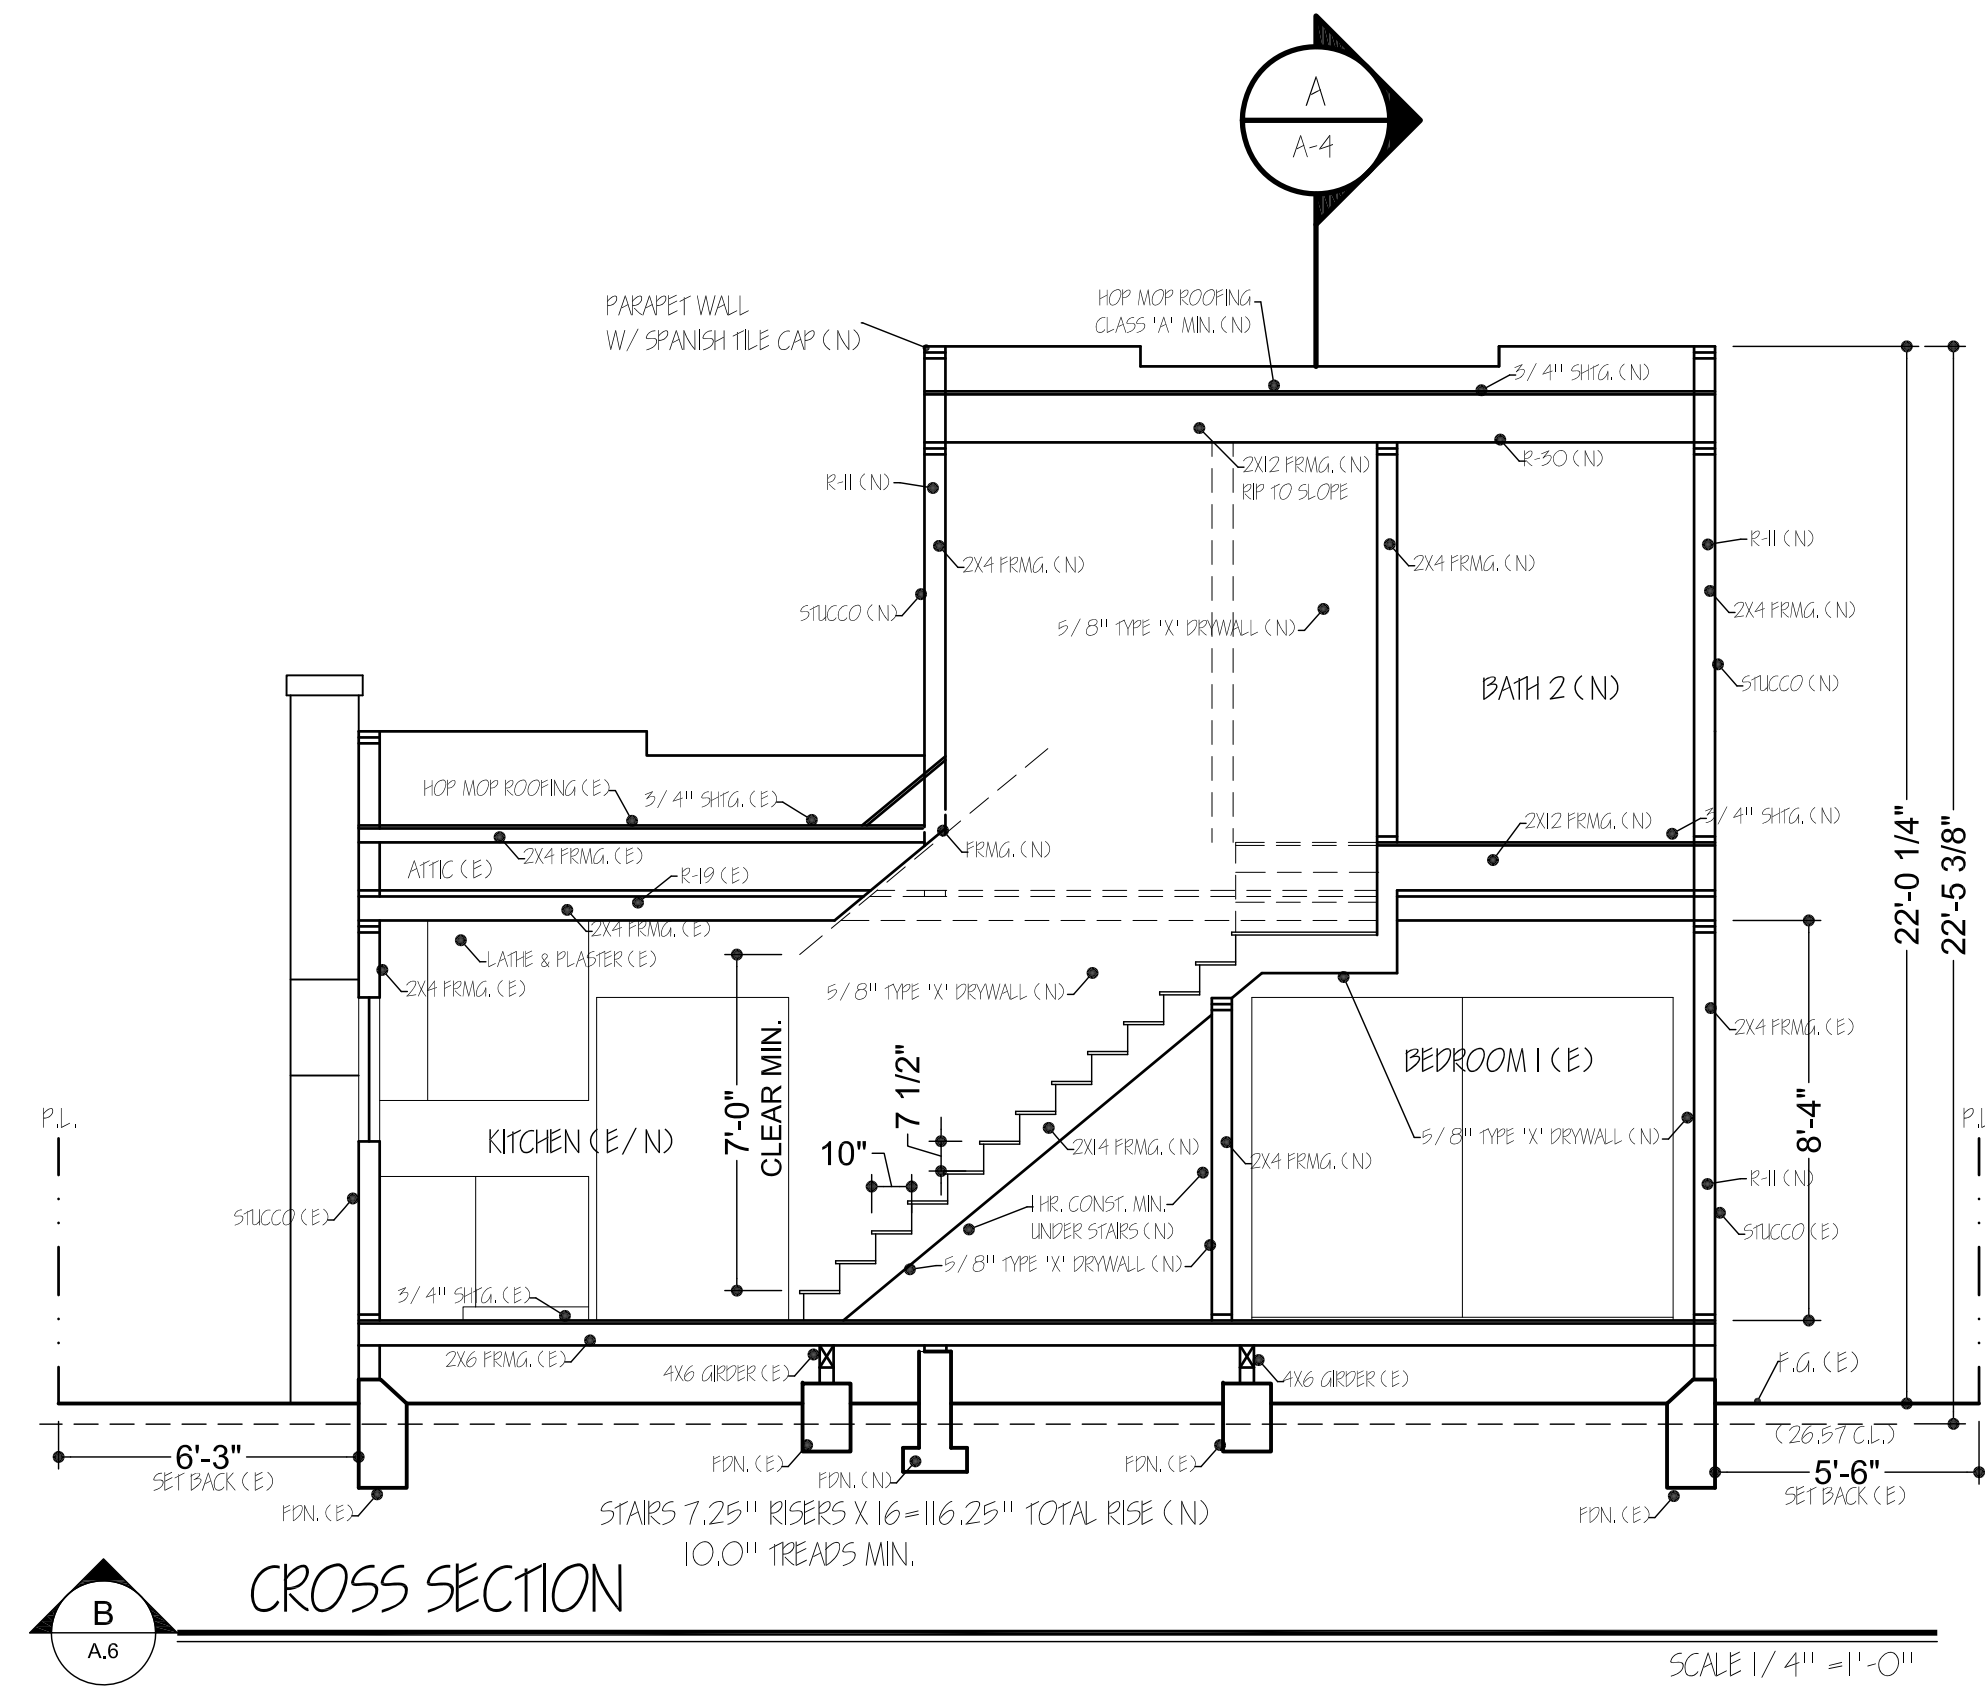 A
A-4
PARAPET WALL
W/ SPANISH TILE CAP (N)
HOP MOP ROOFING
CLASS 'A' MIN. (N)
3/4" SHTG. (N)
2X12 FRMG. (N)
RIP TO SLOPE
R-30 (N)
R-11 (N)
2X4 FRMG. (N)
STUCCO (N)
5/8" TYPE 'X' DRYWALL (N)
2X4 FRMG. (N)
R-11 (N)
2X4 FRMG. (N)
STUCCO (N)
BATH 2 (N)
HOP MOP ROOFING (E)
3/4" SHTG. (E)
2X4 FRMG. (E)
ATTIC (E)
R-19 (E)
FRMG. (N)
2X12 FRMG. (N)
3/4" SHTG. (N)
22'-0 1/4"
22'-5 3/8"
2X4 FRMG. (E)
LATHE & PLASTER (E)
2X4 FRMG. (E)
5/8" TYPE 'X' DRYWALL (N)
2X4 FRMG. (E)
BEDROOM 1 (E)
7'-0"
CLEAR MIN.
7 1/2"
10"
8'-4"
P.L.
P.L
KITCHEN (E/N)
2X14 FRMG. (N)
2X4 FRMG. (N)
5/8" TYPE 'X' DRYWALL (N)
R-11 (N)
STUCCO (E)
STUCCO (E)
1 HR. CONST. MIN.
UNDER STAIRS (N)
5/8" TYPE 'X' DRYWALL (N)
3/4" SHTG. (E)
2X6 FRMG. (E)
4X6 GIRDER (E)
4X6 GIRDER (E)
F.G. (E)
(26.57 C.L.)
6'-3"
SET BACK (E)
5'-6"
SET BACK (E)
FDN. (E)
FDN. (E)
FDN. (N)
FDN. (E)
FDN. (E)
STAIRS 7.25" RISERS X 16=116.25" TOTAL RISE (N)
10.0" TREADS MIN.
B
A.6
CROSS SECTION
SCALE 1/4" =1'-0"